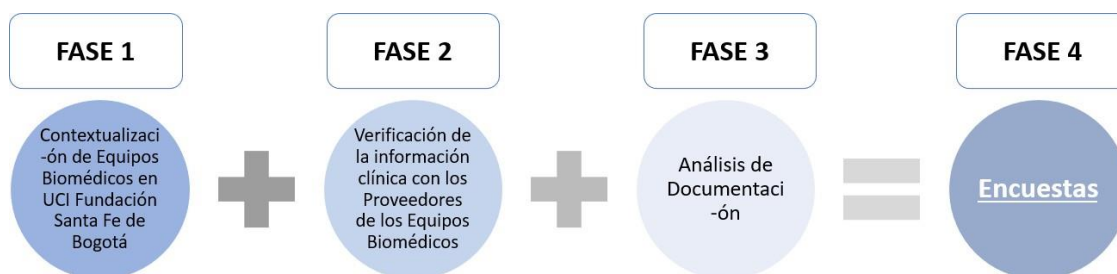 FASE 1
FASE 2
FASE 3
FASE 4
Contextualizaci
-ón de Equipos
Biomédicos en
UCI Fundación
Santa Fe de
Bogotá
Verificación de
la información
clínica con los
Proveedores
de los Equipos
Biomédicos
Análisis de
Documentaci
-ón
Encuestas